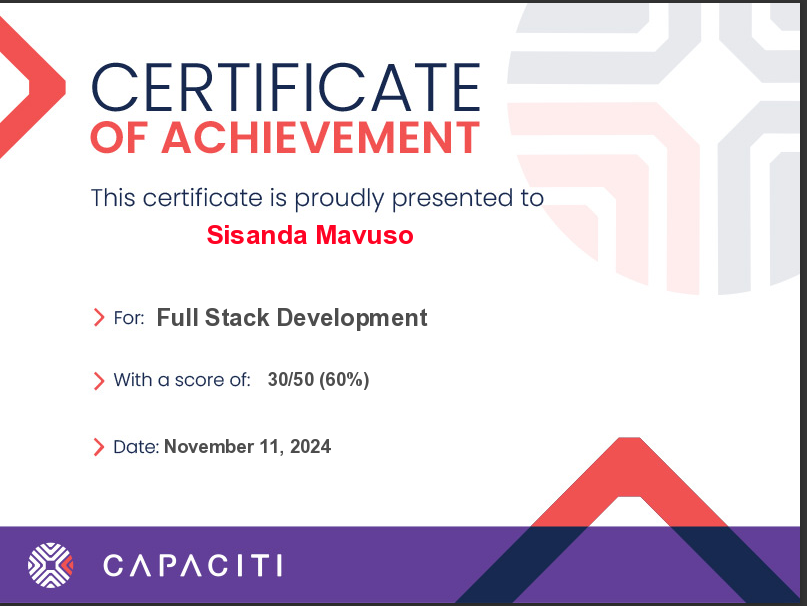 CERTIFICATE
OF ACHIEVEMENT
This certificate is proudly presented to
Sisanda Mavuso
For: Full Stack Development
With a score of: 30/50 (60%)
Date: November 11, 2024
CAPACITI